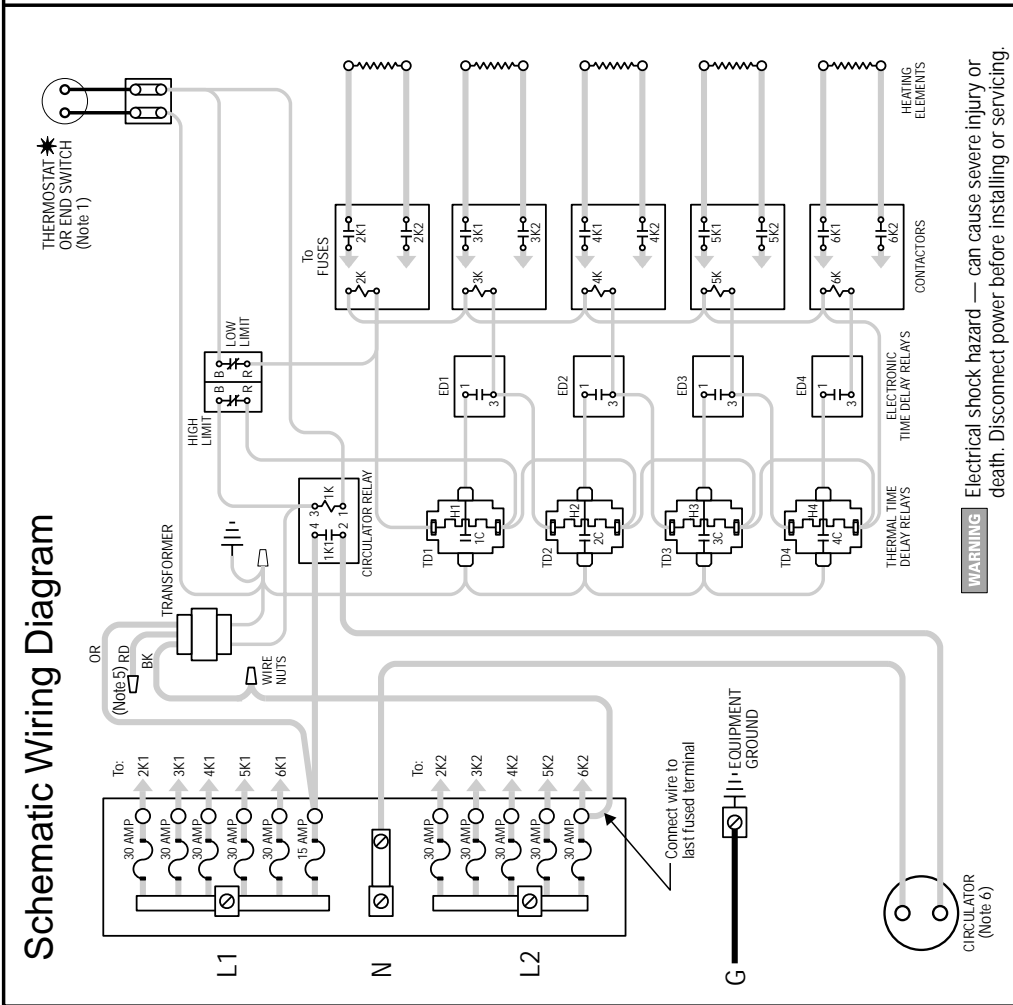 Schematic Wiring Diagram
L1
N
L2
G
To:
2K1
3K1
4K1
5K1
6K1
30 AMP
30 AMP
30 AMP
30 AMP
30 AMP
15 AMP
To:
2K2
3K2
4K2
5K2
6K2
30 AMP
30 AMP
30 AMP
30 AMP
30 AMP
Connect wire to
last fused terminal
EQUIPMENT
GROUND
CIRCULATOR
(Note 6)
OR
(Note 5)
RD
BK
WIRE
NUTS
TRANSFORMER
CIRCULATOR RELAY
1K1
4
3
2
1
1K
HIGH
LIMIT
LOW
LIMIT
B
B
R
R
THERMOSTAT
OR END SWITCH
(Note 1)
TD1
H1
1C
TD2
H2
2C
TD3
H3
3C
TD4
H4
4C
THERMAL TIME
DELAY RELAYS
ED1
1
3
ED2
1
3
ED3
1
3
ED4
1
3
ELECTRONIC
TIME DELAY RELAYS
To
FUSES
2K
2K1
2K2
3K
3K1
3K2
4K
4K1
4K2
5K
5K1
5K2
6K
6K1
6K2
CONTACTORS
HEATING
ELEMENTS
WARNING
Electrical shock hazard — can cause severe injury or
death. Disconnect power before installing or servicing.